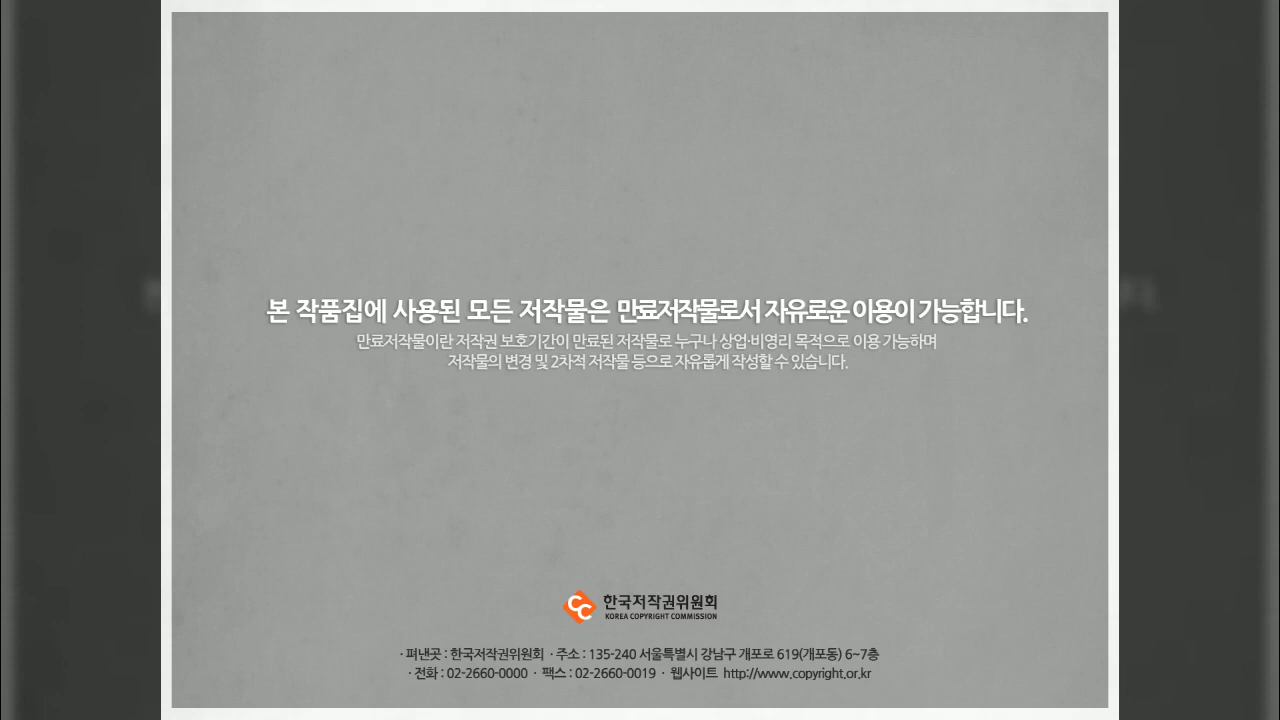 본 작품집에 사용된 모든 저작물은 만료저작물로서 자유로운 이용이 가능합니다.
만료저작물이란 저작권 보호기간이 만료된 저작물로 누구나 상업·비영리 목적으로 이용 가능하며
저작물의 변경 및 2차적 저작물 등으로 자유롭게 작성할 수 있습니다.
CC 한국저작권위원회
KOREA COPYRIGHT COMMISSION
· 펴낸곳 : 한국저작권위원회 · 주소 : 135-240 서울특별시 강남구 개포로 619(개포동) 6~7층
· 전화 : 02-2660-0000 · 팩스 : 02-2660-0019 · 웹사이트 http://www.copyright.or.kr